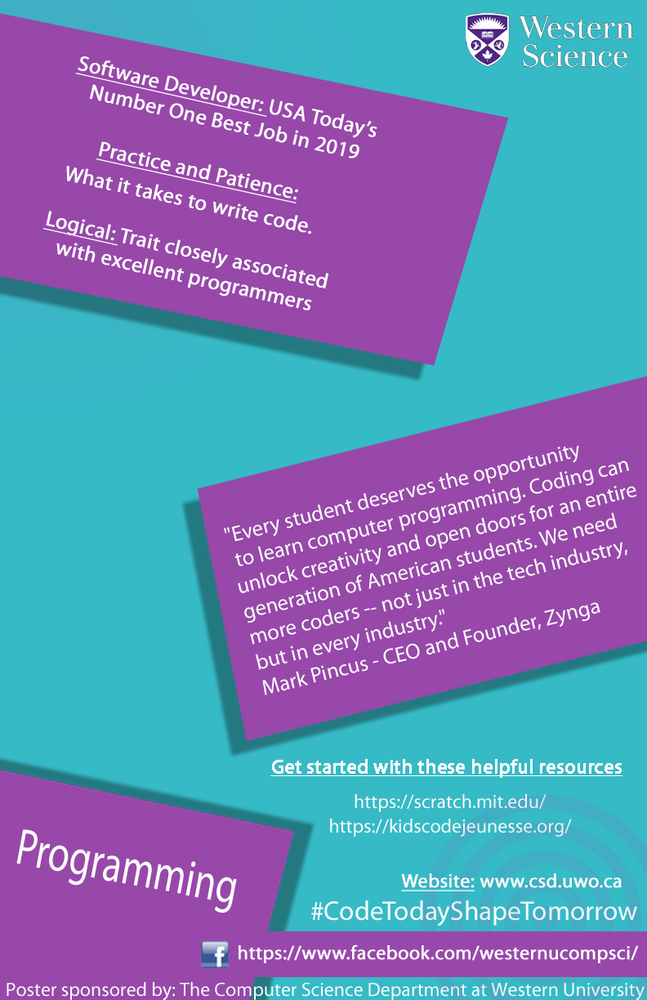 Western
Science
Software Developer: USA Today's
Number One Best Job in 2019
Practice and Patience:
What it takes to write code.
Logical: Trait closely associated
with excellent programmers
"Every student deserves the opportunity
to learn computer programming. Coding can
unlock creativity and open doors for an entire
generation of American students. We need
more coders -- not just in the tech industry,
but in every industry."
Mark Pincus - CEO and Founder, Zynga
Get started with these helpful resources
https://scratch.mit.edu/
https://kidscodejeunesse.org/
Programming
Website: www.csd.uwo.ca
#CodeTodayShapeTomorrow
https://www.facebook.com/westernucompsci/
Poster sponsored by: The Computer Science Department at Western University